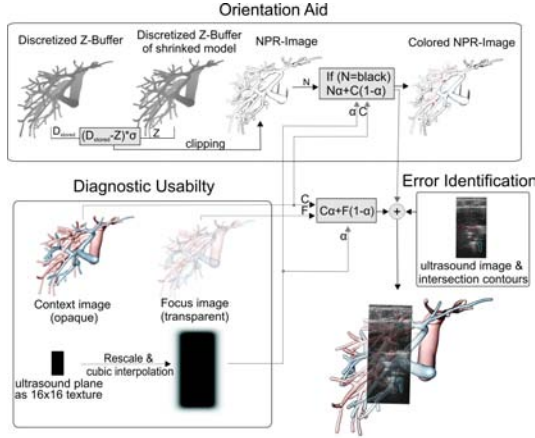 Orientation Aid
Discretized Z-Buffer
Discretized Z-Buffer
of shrinked model
NPR-Image
Colored NPR-Image
N
If (N=black)
Nα+C(1-α)
α C
D_stored
(D_stored-Z)*σ
Z
clipping
Diagnostic Usabilty
Error Identification
C
F
Cα+F(1-α)
+
α
ultrasound image &
intersection contours
Context image
(opaque)
Focus image
(transparent)
Rescale &
cubic interpolation
ultrasound plane
as 16x16 texture